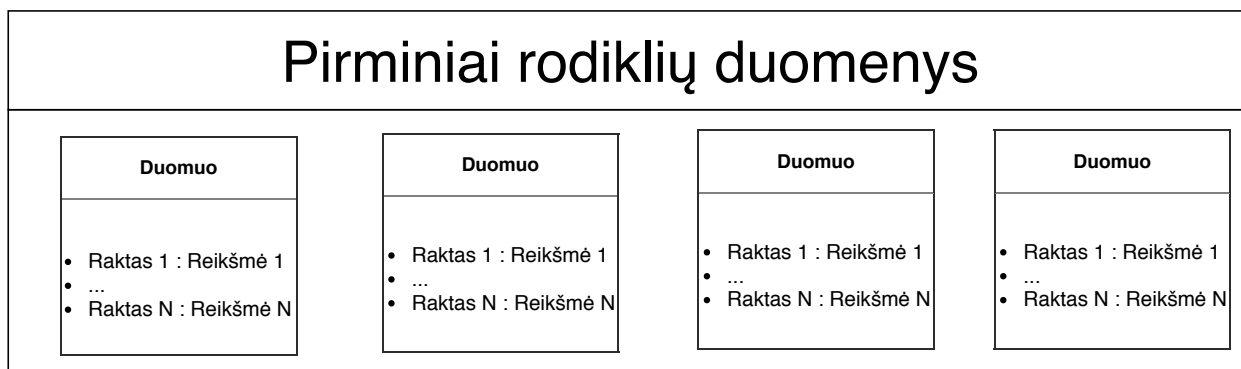 Pirminiai rodiklių duomenys
Duomuo
• Raktas 1 : Reikšmė 1
• ...
• Raktas N : Reikšmė N
Duomuo
• Raktas 1 : Reikšmė 1
• ...
• Raktas N : Reikšmė N
Duomuo
• Raktas 1 : Reikšmė 1
• ...
• Raktas N : Reikšmė N
Duomuo
• Raktas 1 : Reikšmė 1
• ...
• Raktas N : Reikšmė N